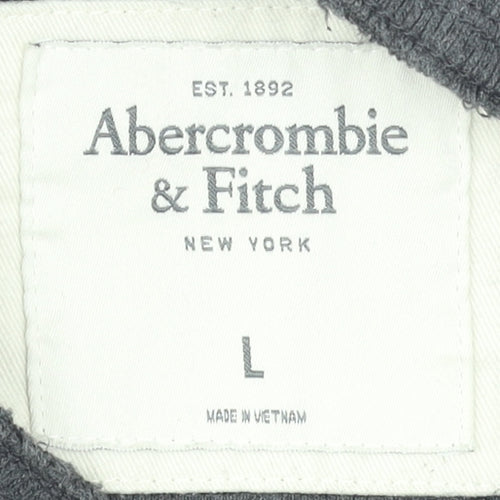 EST. 1892
Abercrombie
& Fitch
NEW YORK
L
MADE IN VIETNAM